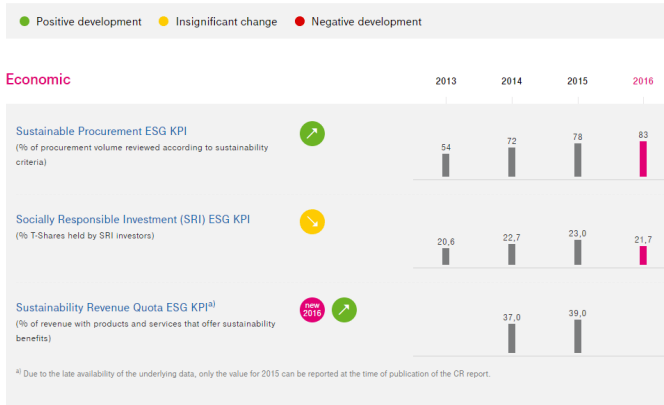 Positive development Insignificant change Negative development
Economic 2013 2014 2015 2016
Sustainable Procurement ESG KPI
(% of procurement volume reviewed according to sustainability
criteria)
54 72 78 83
Socially Responsible Investment (SRI) ESG KPI
(% T-Shares held by SRI investors)
20,6 22,7 23,0 21,7
Sustainability Revenue Quota ESG KPIa)
(% of revenue with products and services that offer sustainability
benefits)
new
2016
37,0 39,0
a) Due to the late availability of the underlying data, only the value for 2015 can be reported at the time of publication of the CR report.